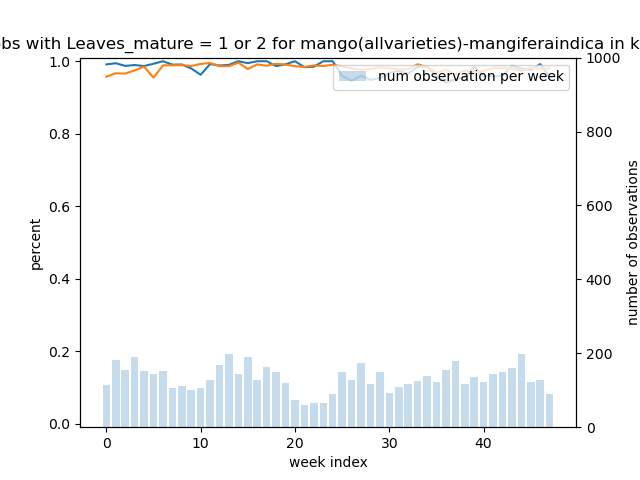 obs with Leaves_mature = 1 or 2 for mango(allvarieties)-mangiferaindica in k
num observation per week
1.0
0.8
0.6
0.4
0.2
0.0
percent
1000
800
600
400
200
0
number of observations
0 10 20 30 40
week index